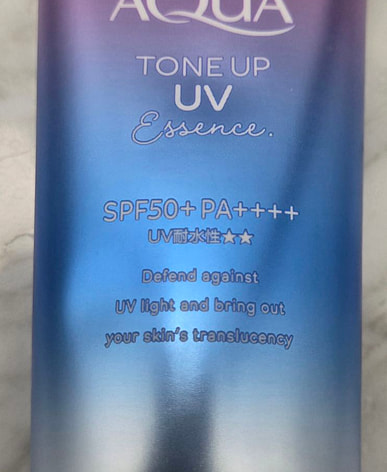 AQUA
TONE UP
UV
Essence.
SPF50+ PA++++
UV耐水性★★
Defend against
UV light and bring out
your skin's translucency